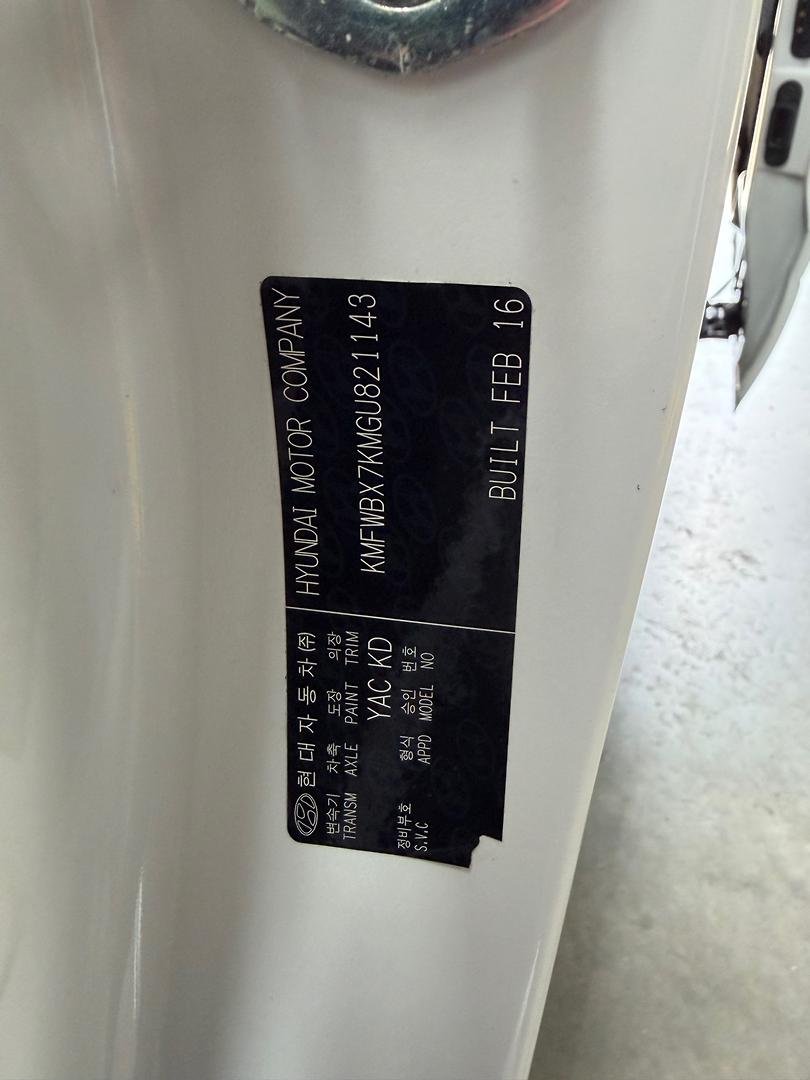 현대자동차(주)
변속기 차축 도장 의장
TRANSM AXLE PAINT TRIM
YAC KD
정비부호 형식 승인 번호
S.V.C APPD MODEL NO
HYUNDAI MOTOR COMPANY
KMFWBX7KMGU821143
BUILT FEB 16